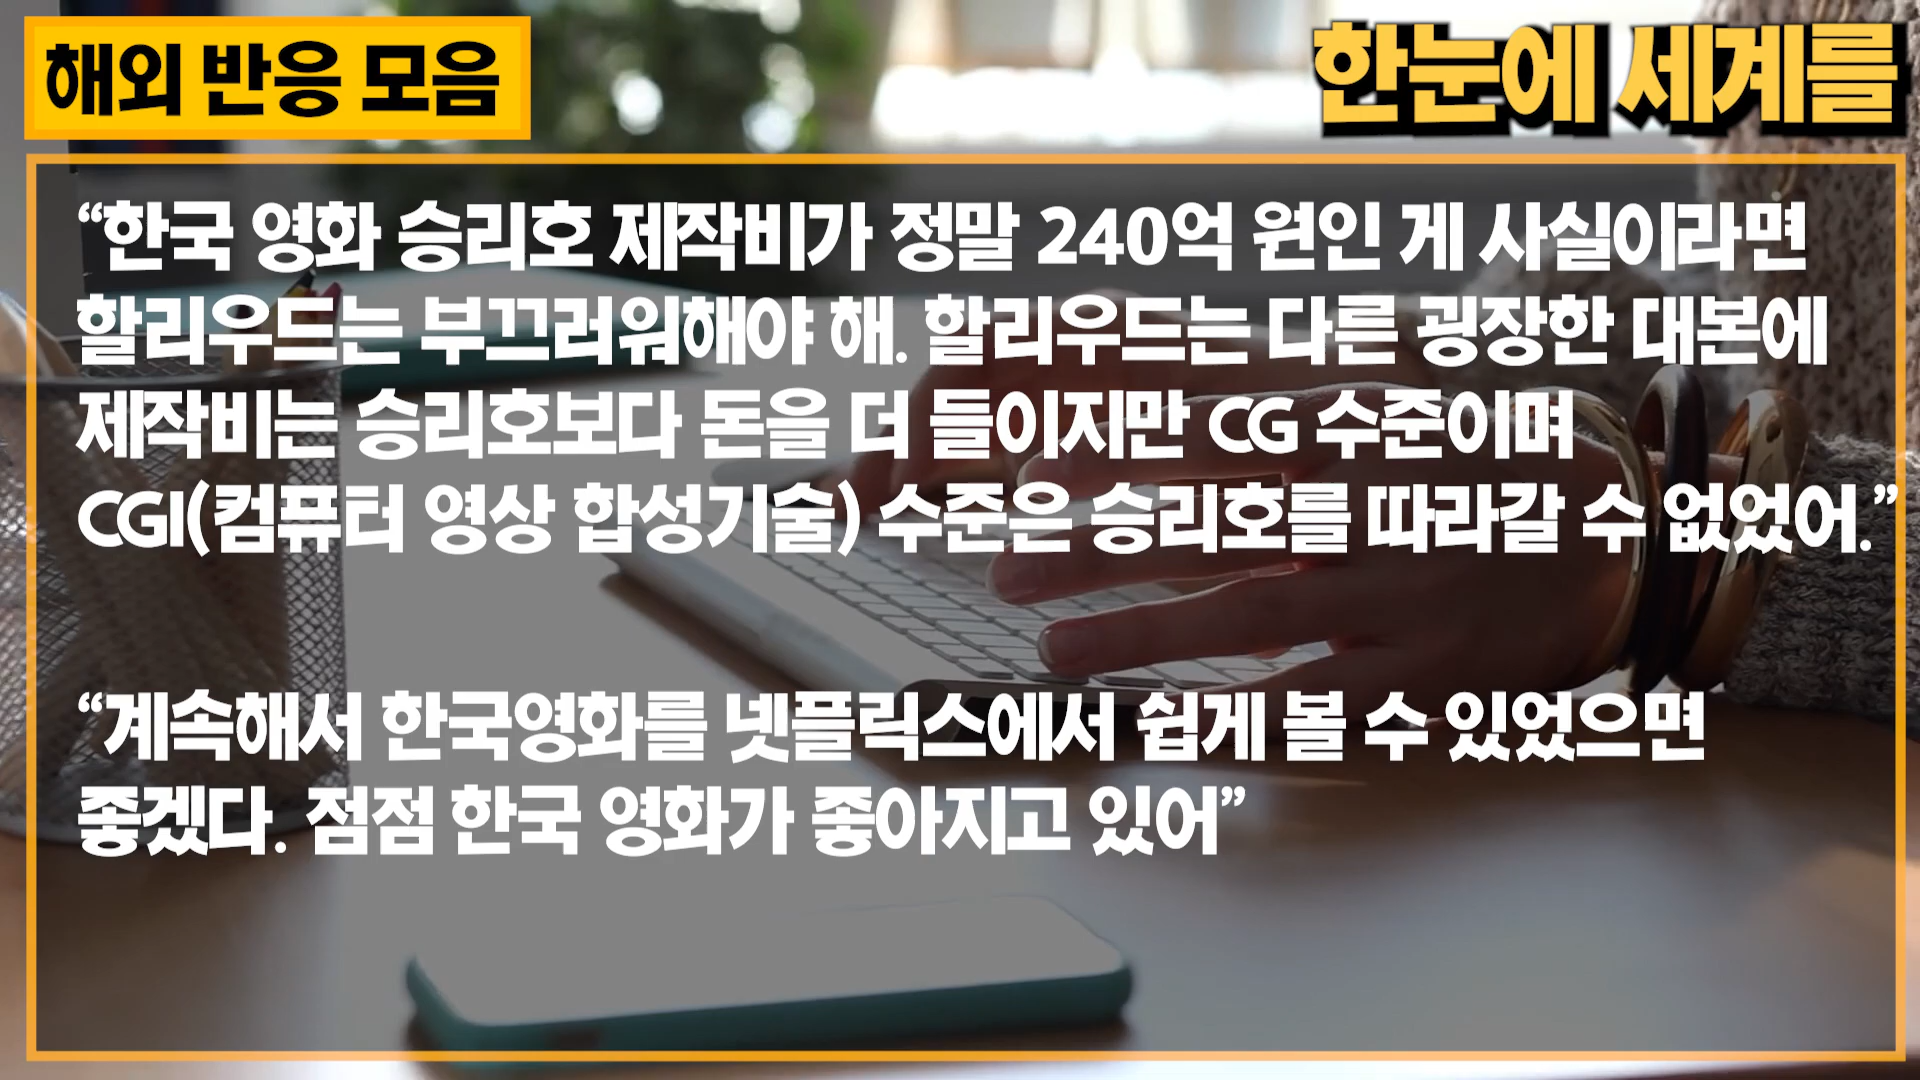 해외 반응 모음
한눈에 세계를
“한국 영화 승리호 제작비가 정말 240억 원인 게 사실이라면
할리우드는 부끄러워해야 해. 할리우드는 다른 굉장한 대본에
제작비는 승리호보다 돈을 더 들이지만 CG 수준이며
CGI(컴퓨터 영상 합성기술) 수준은 승리호를 따라갈 수 없었어.”
“계속해서 한국영화를 넷플릭스에서 쉽게 볼 수 있었으면
좋겠다. 점점 한국 영화가 좋아지고 있어”